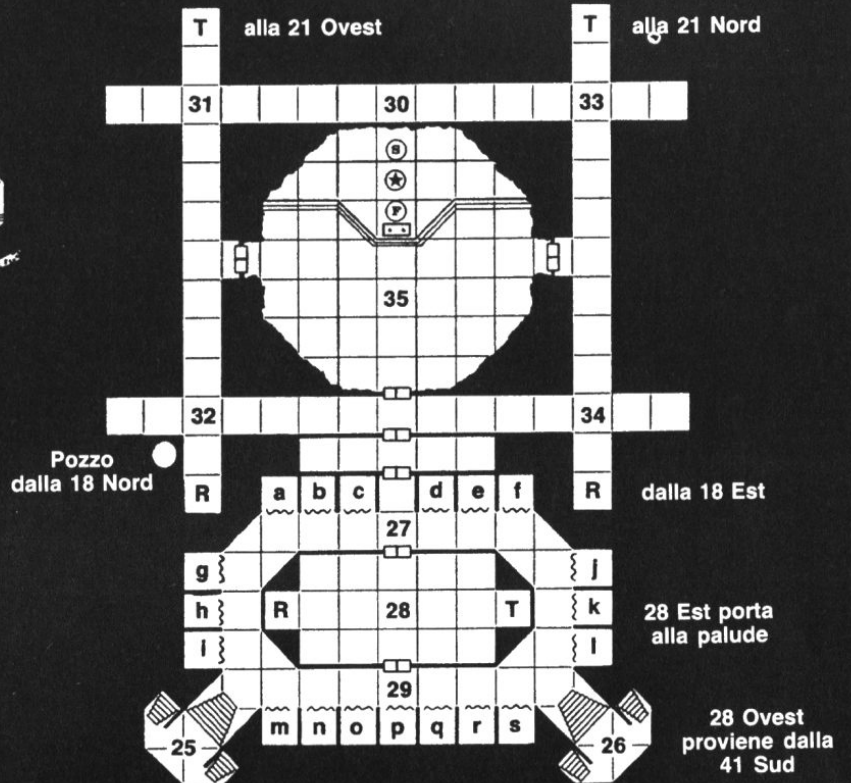 T alla 21 Ovest T alla 21 Nord
31 30 33
S
F
35
32 34
Pozzo
dalla 18 Nord
R a b c d e f R dalla 18 Est
27
g j
h R 28 T k 28 Est porta
alla palude
i l
29
m n o p q r s
25 26
28 Ovest
proviene dalla
41 Sud